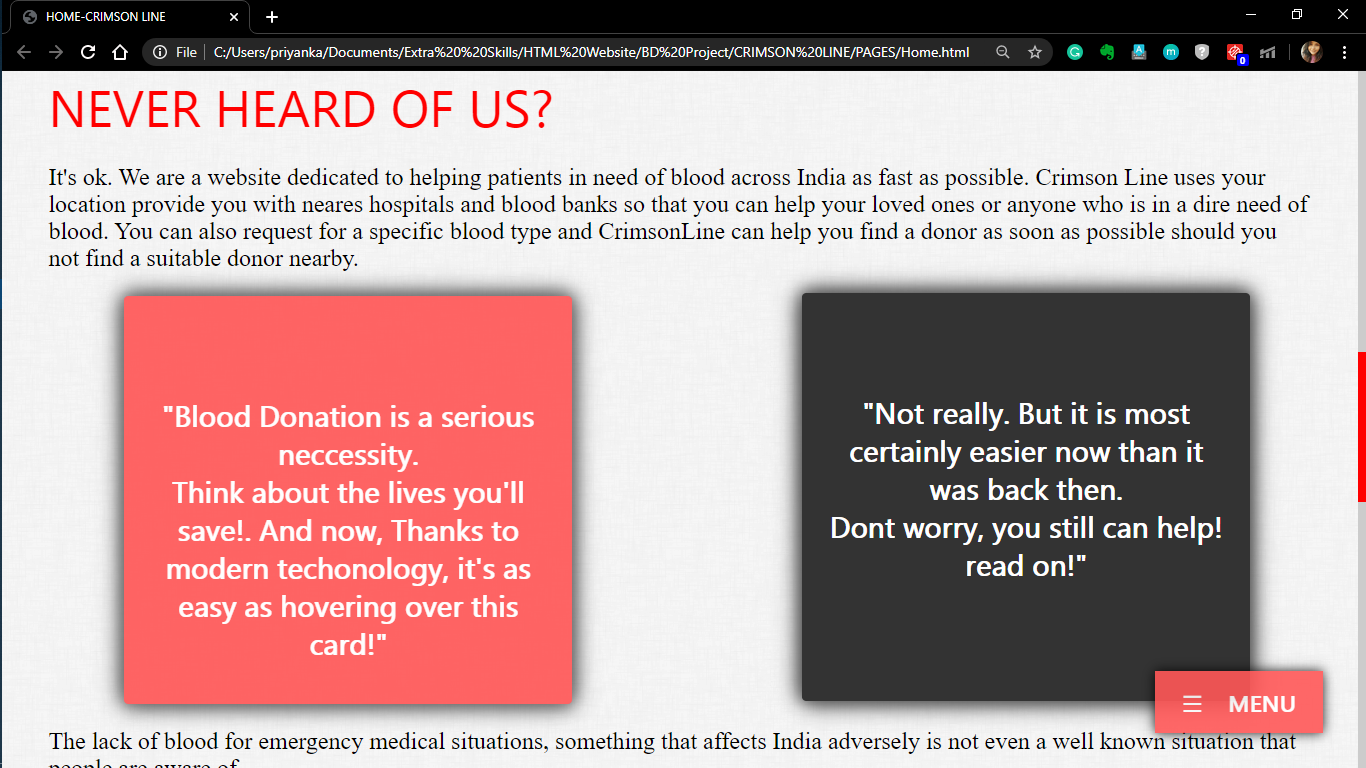 HOME-CRIMSON LINE
File
C:/Users/priyanka/Documents/Extra%20%20Skills/HTML%20Website/BD%20Project/CRIMSON%20LINE/PAGES/Home.html
0
NEVER HEARD OF US?
It's ok. We are a website dedicated to helping patients in need of blood across India as fast as possible. Crimson Line uses your
location provide you with neares hospitals and blood banks so that you can help your loved ones or anyone who is in a dire need of
blood. You can also request for a specific blood type and CrimsonLine can help you find a donor as soon as possible should you
not find a suitable donor nearby.
"Blood Donation is a serious
neccessity.
Think about the lives you'll
save!. And now, Thanks to
modern techonology, it's as
easy as hovering over this
card!"
"Not really. But it is most
certainly easier now than it
was back then.
Dont worry, you still can help!
read on!"
MENU
The lack of blood for emergency medical situations, something that affects India adversely is not even a well known situation that
people are aware of